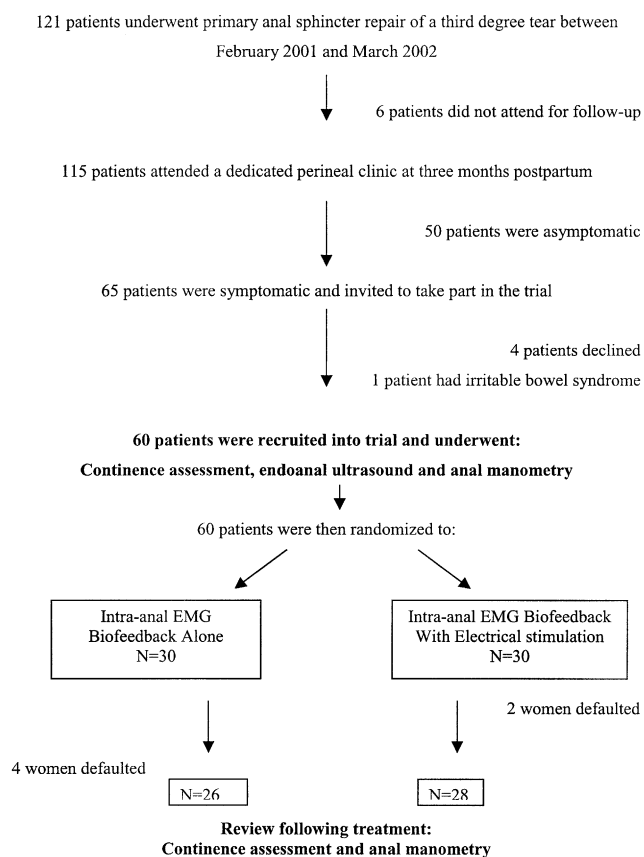 121 patients underwent primary anal sphincter repair of a third degree tear between
February 2001 and March 2002
6 patients did not attend for follow-up
115 patients attended a dedicated perineal clinic at three months postpartum
50 patients were asymptomatic
65 patients were symptomatic and invited to take part in the trial
4 patients declined
1 patient had irritable bowel syndrome
60 patients were recruited into trial and underwent:
Continence assessment, endoanal ultrasound and anal manometry
60 patients were then randomized to:
Intra-anal EMG
Biofeedback Alone
N=30
Intra-anal EMG Biofeedback
With Electrical stimulation
N=30
2 women defaulted
4 women defaulted
N=26
N=28
Review following treatment:
Continence assessment and anal manometry